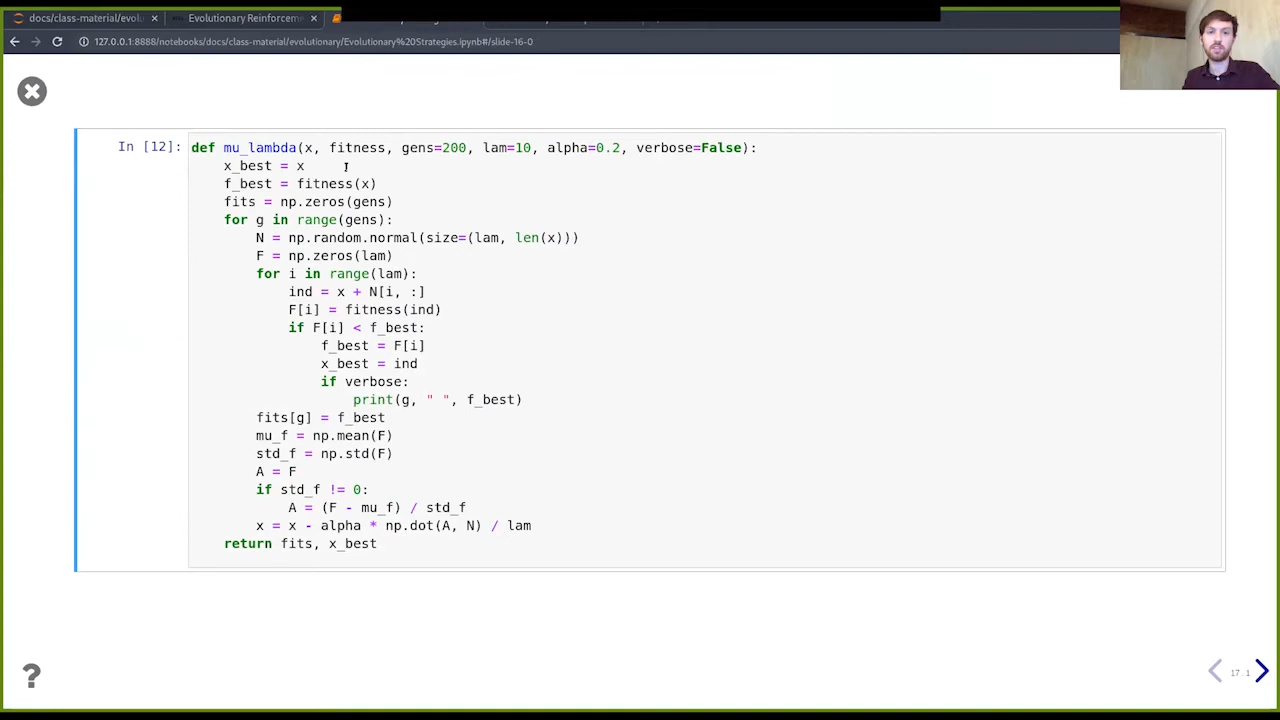 docs/class-material/evolu
Evolutionary Reinforcemen
127.0.0.1:8888/notebooks/docs/class-material/evolutionary/Evolutionary%20Strategies.ipynb#/slide-16-0
In [12]: def mu_lambda(x, fitness, gens=200, lam=10, alpha=0.2, verbose=False):
    x_best = x
    f_best = fitness(x)
    fits = np.zeros(gens)
    for g in range(gens):
        N = np.random.normal(size=(lam, len(x)))
        F = np.zeros(lam)
        for i in range(lam):
            ind = x + N[i, :]
            F[i] = fitness(ind)
            if F[i] < f_best:
                f_best = F[i]
                x_best = ind
                if verbose:
                    print(g, " ", f_best)
        fits[g] = f_best
        mu_f = np.mean(F)
        std_f = np.std(F)
        A = F
        if std_f != 0:
            A = (F - mu_f) / std_f
        x = x - alpha * np.dot(A, N) / lam
    return fits, x_best
?
17.1